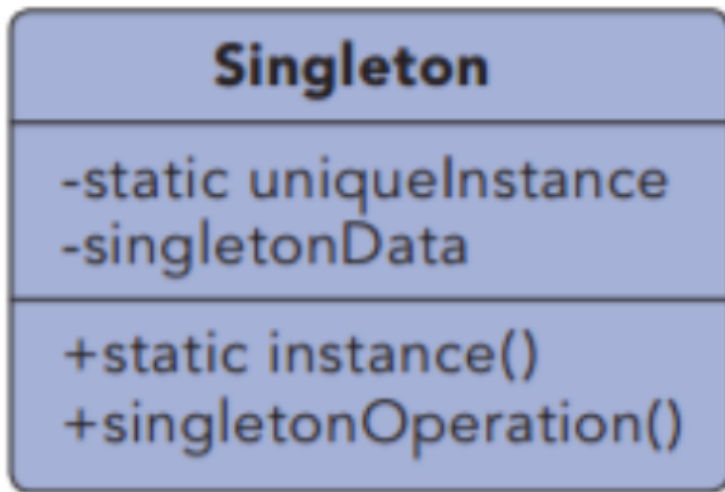 Singleton
-static uniqueInstance
-singletonData
+static instance()
+singletonOperation()